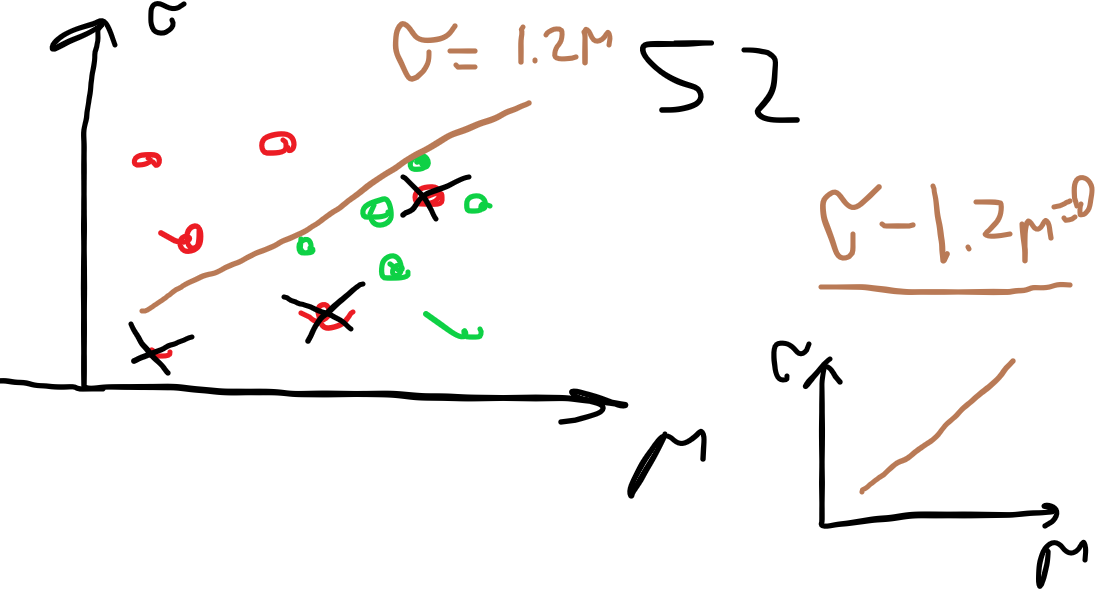 σ
σ = 1.2μ
52
σ - 1.2μ = 0
μ
σ
μ